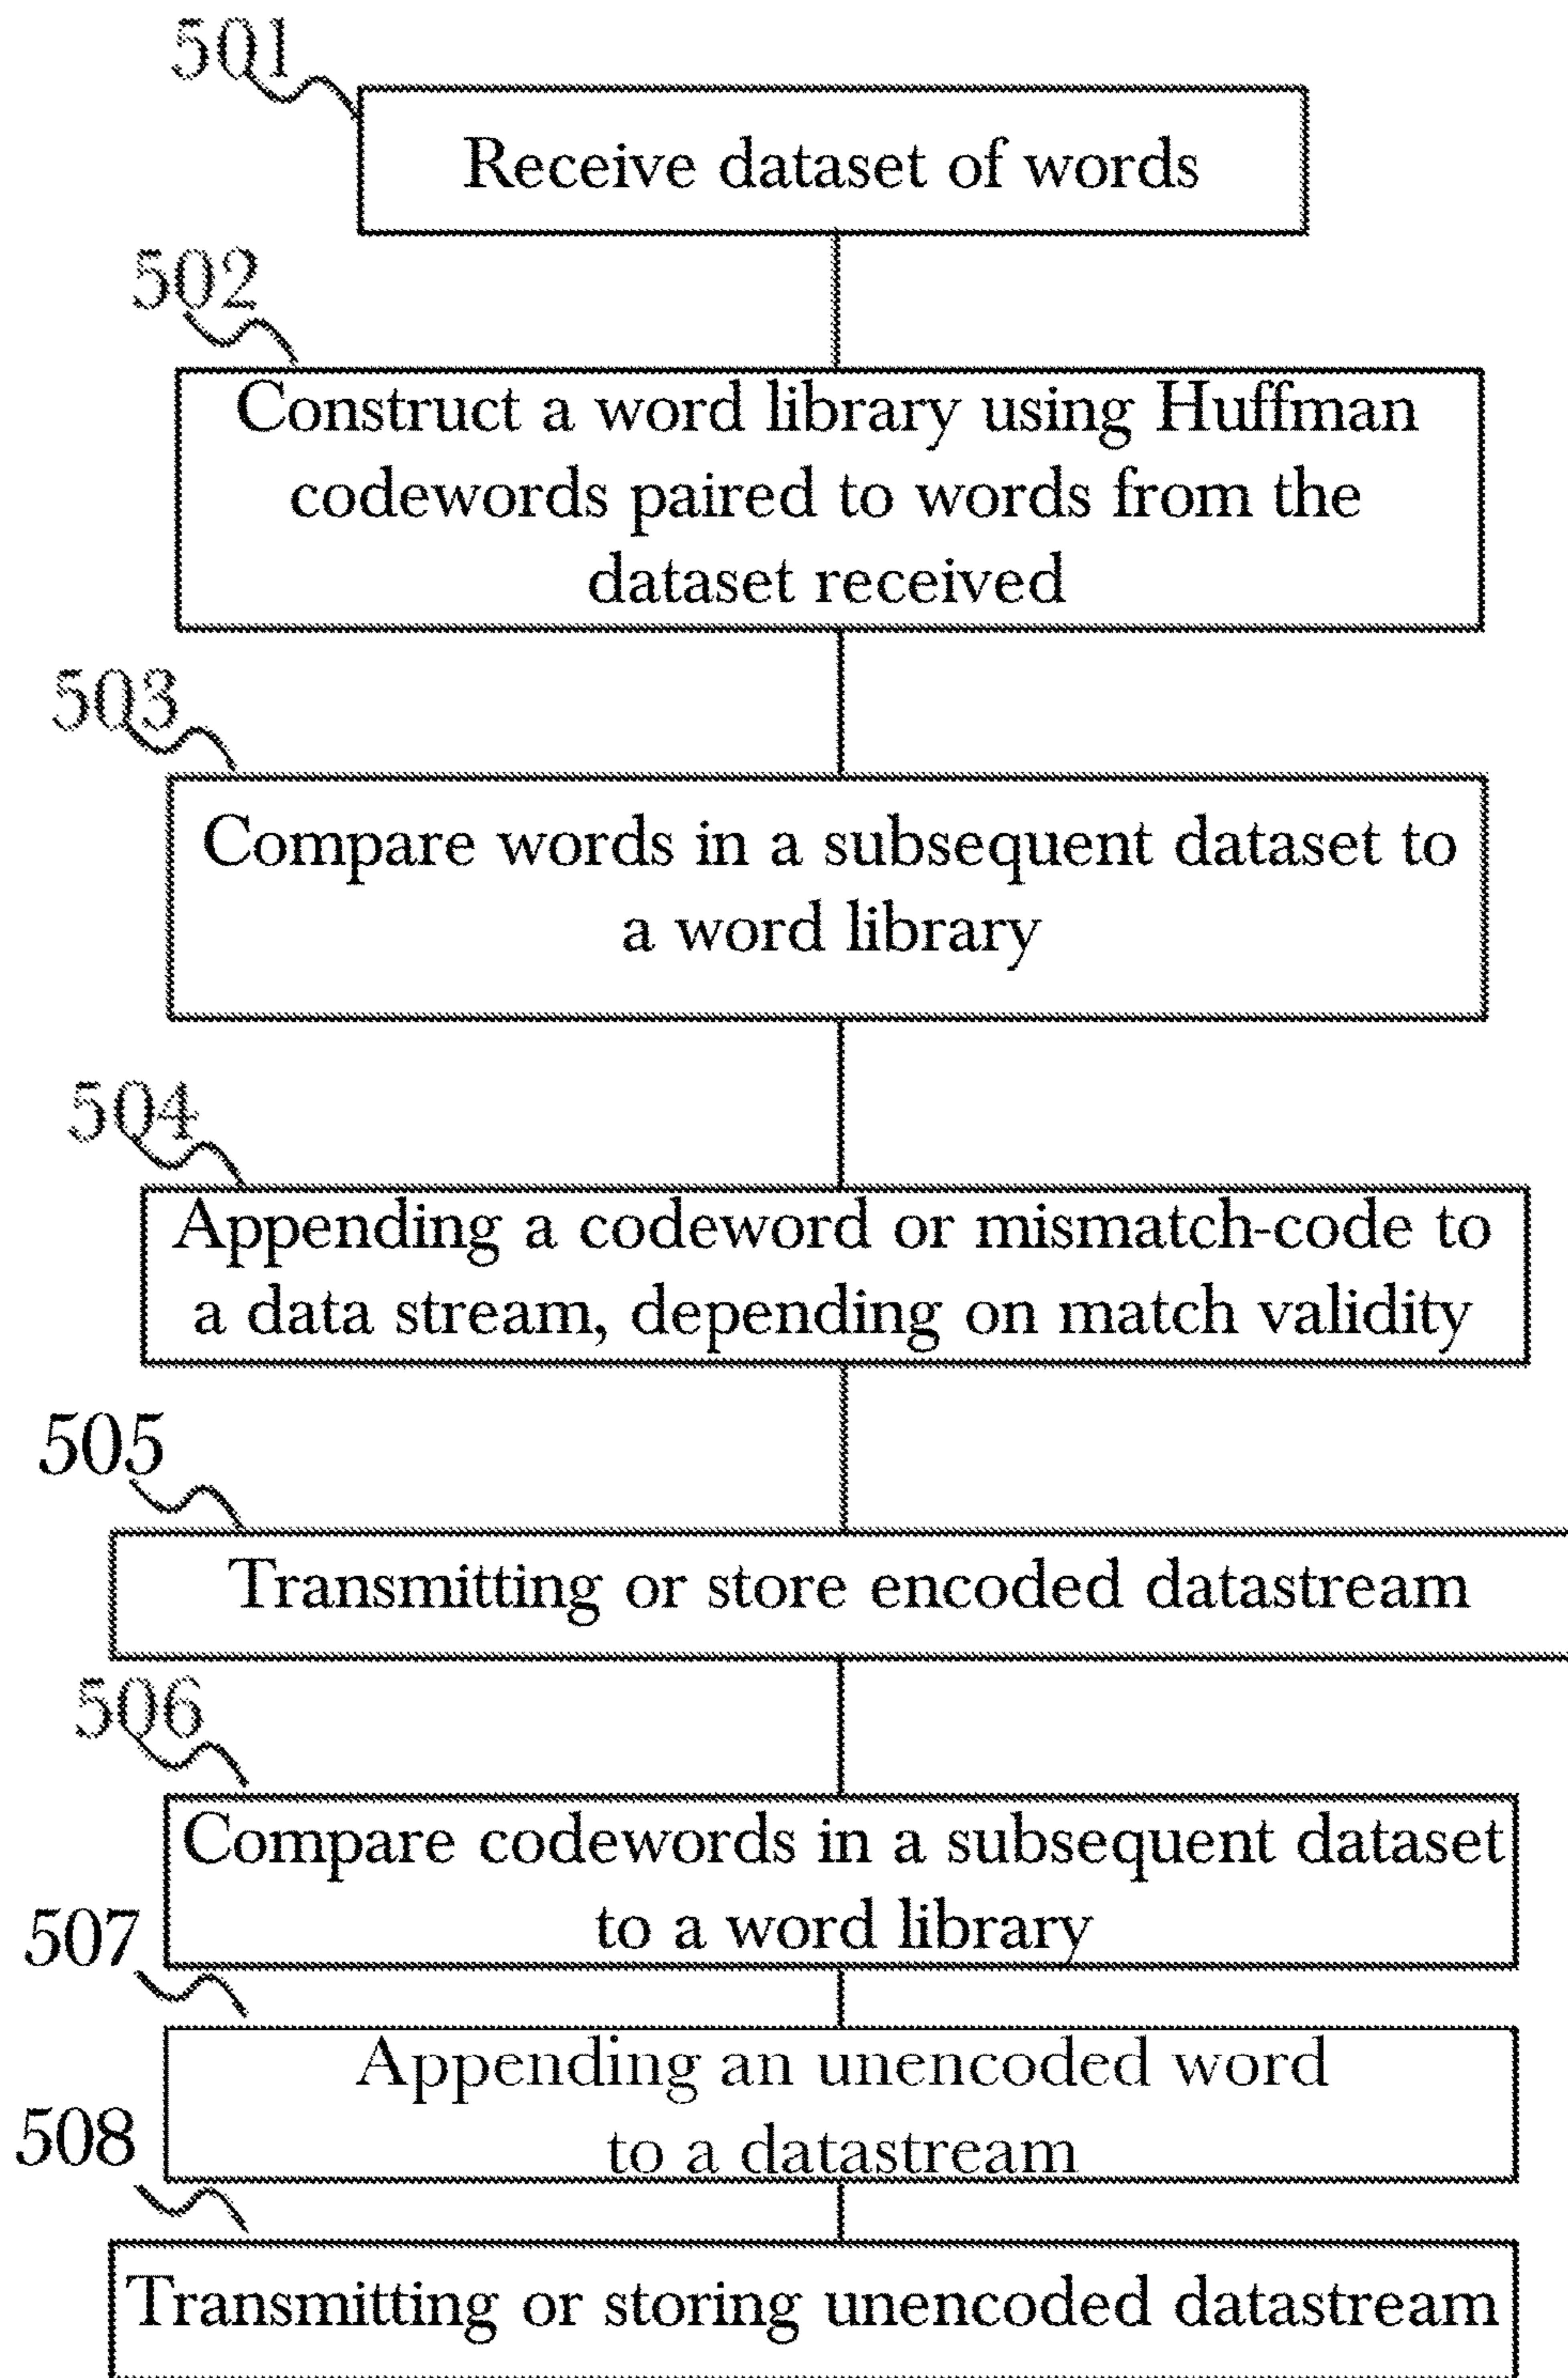 501
Receive dataset of words
502
Construct a word library using Huffman
codewords paired to words from the
dataset received
503
Compare words in a subsequent dataset to
a word library
504
Appending a codeword or mismatch-code to
a data stream, depending on match validity
505
Transmitting or store encoded datastream
506
Compare codewords in a subsequent dataset
to a word library
507
Appending an unencoded word
to a datastream
508
Transmitting or storing unencoded datastream